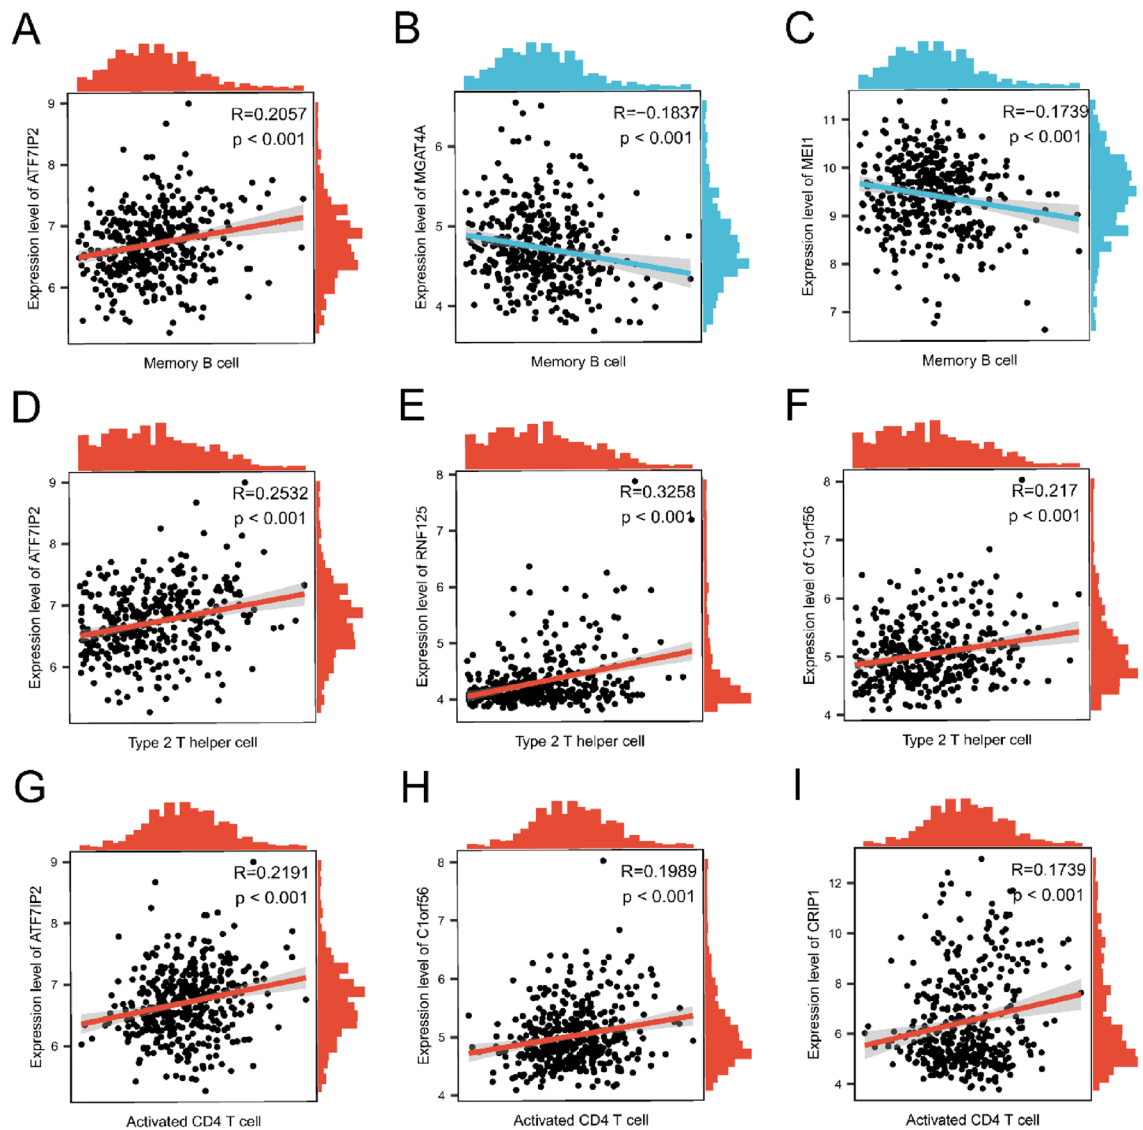 A
B
C
R=0.2057
p < 0.001
9
8
7
6
Expression level of ATF7IP2
Memory B cell
R=−0.1837
p < 0.001
6
5
4
Expression level of MGAT4A
Memory B cell
R=−0.1739
p < 0.001
11
10
9
8
7
Expression level of MEI1
Memory B cell
D
E
F
R=0.2532
p < 0.001
9
8
7
6
Expression level of ATF7IP2
Type 2 T helper cell
R=0.3258
p < 0.001
8
7
6
5
4
Expression level of RNF125
Type 2 T helper cell
R=0.217
p < 0.001
8
7
6
5
4
Expression level of C1orf56
Type 2 T helper cell
G
H
I
R=0.2191
p < 0.001
9
8
7
6
Expression level of ATF7IP2
Activated CD4 T cell
R=0.1989
p < 0.001
8
7
6
5
4
Expression level of C1orf56
Activated CD4 T cell
R=0.1739
p < 0.001
12
10
8
6
4
Expression level of CRIP1
Activated CD4 T cell